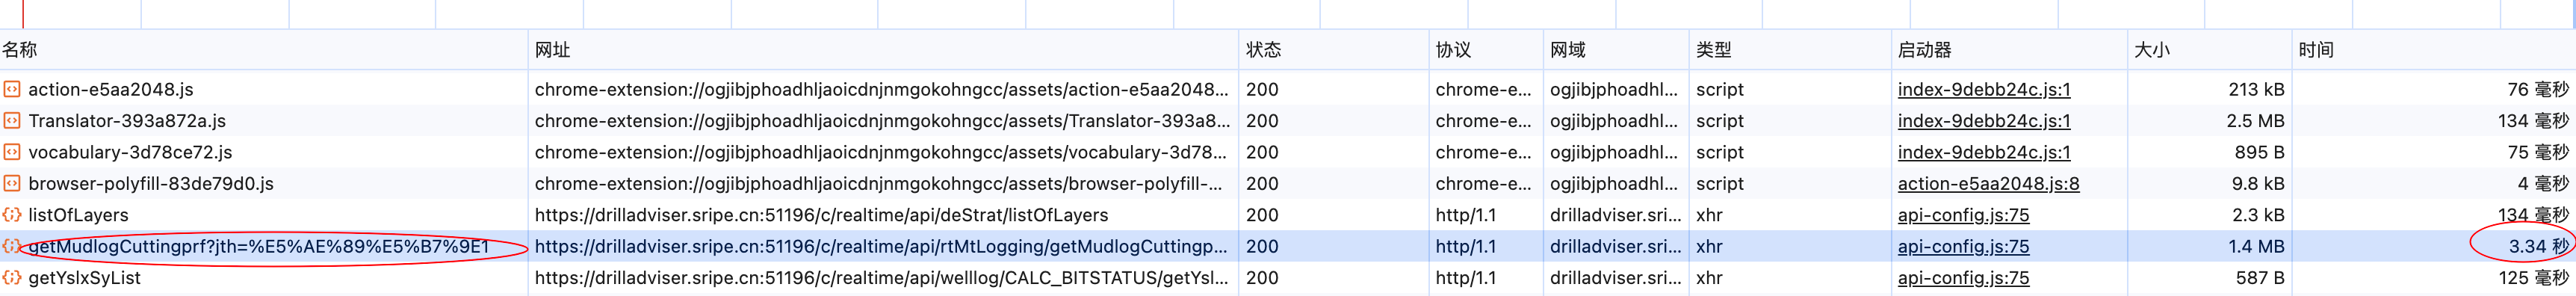 名称 网址 状态 协议 网域 类型 启动器 大小 时间
action-e5aa2048.js chrome-extension://ogjibjphoadhljaoicdnjnmgokohngcc/assets/action-e5aa2048... 200 chrome-e... ogjibjphoadhl... script index-9debb24c.js:1 213 kB 76 毫秒
Translator-393a872a.js chrome-extension://ogjibjphoadhljaoicdnjnmgokohngcc/assets/Translator-393a8... 200 chrome-e... ogjibjphoadhl... script index-9debb24c.js:1 2.5 MB 134 毫秒
vocabulary-3d78ce72.js chrome-extension://ogjibjphoadhljaoicdnjnmgokohngcc/assets/vocabulary-3d78... 200 chrome-e... ogjibjphoadhl... script index-9debb24c.js:1 895 B 75 毫秒
browser-polyfill-83de79d0.js chrome-extension://ogjibjphoadhljaoicdnjnmgokohngcc/assets/browser-polyfill-... 200 chrome-e... ogjibjphoadhl... script action-e5aa2048.js:8 9.8 kB 4 毫秒
listOfLayers https://drilladviser.sripe.cn:51196/c/realtime/api/deStrat/listOfLayers 200 http/1.1 drilladviser.sri... xhr api-config.js:75 2.3 kB 134 毫秒
getMudlogCuttingprf?jth=%E5%AE%89%E5%B7%9E1 https://drilladviser.sripe.cn:51196/c/realtime/api/rtMtLogging/getMudlogCuttingp... 200 http/1.1 drilladviser.sri... xhr api-config.js:75 1.4 MB 3.34 秒
getYslxSyList https://drilladviser.sripe.cn:51196/c/realtime/api/welllog/CALC_BITSTATUS/getYsl... 200 http/1.1 drilladviser.sri... xhr api-config.js:75 587 B 125 毫秒